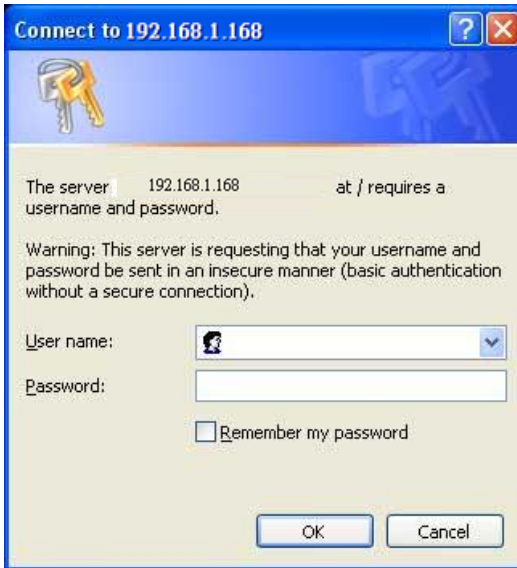 Connect to 192.168.1.168
The server 192.168.1.168 at / requires a
username and password.
Warning: This server is requesting that your username and
password be sent in an insecure manner (basic authentication
without a secure connection).
User name:
Password:
Remember my password
OK Cancel